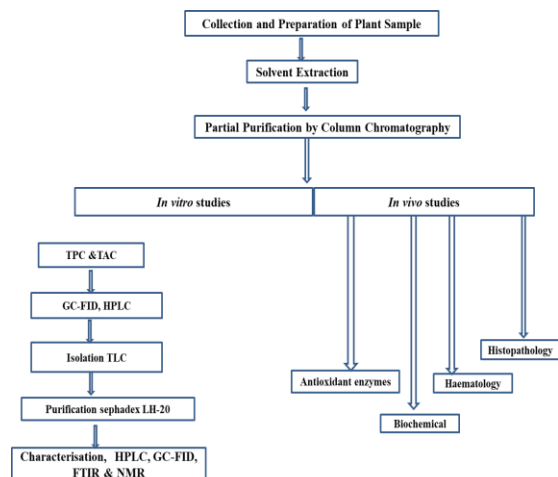 Collection and Preparation of Plant Sample
Solvent Extraction
Partial Purification by Column Chromatography
In vitro studies
In vivo studies
TPC &TAC
GC-FID, HPLC
Isolation TLC
Purification sephadex LH-20
Characterisation, HPLC, GC-FID,
FTIR & NMR
Antioxidant enzymes
Biochemical
Haematology
Histopathology